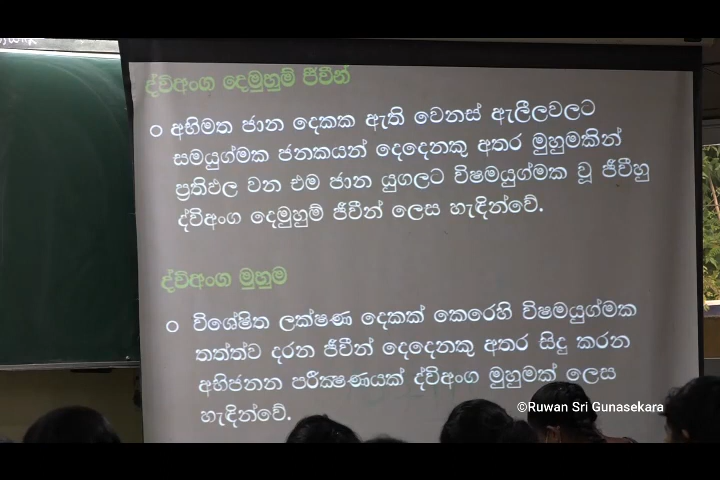 ද්විඅංග දෙමුහුම් ජීවීන්
අභිමත ජාන දෙකක ඇති වෙනස් ඇලීලවලට
සමයුග්මක ජනකයන් දෙදෙනකු අතර මුහුමකින්
ප්‍රතිඵල වන එම ජාන යුගලට විෂමයුග්මක වූ ජීවීහු
ද්විඅංග දෙමුහුම් ජීවීන් ලෙස හැඳින්වේ.
ද්විඅංග මුහුම
විශේෂිත ලක්ෂණ දෙකක් කෙරෙහි විෂමයුග්මක
තත්ත්ව දරන ජීවීන් දෙදෙනකු අතර සිදු කරන
අභිජනන පරීක්‍ෂණයක් ද්විඅංග මුහුමක් ලෙස
හැඳින්වේ.
©Ruwan Sri Gunasekara